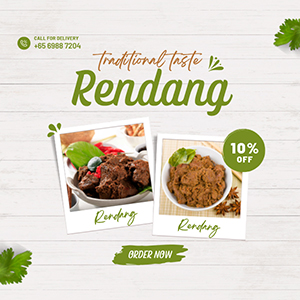 CALL FOR DELIVERY
+65 6988 7204
traditional taste
Rendang
10%
OFF
Rendang
Rendang
ORDER NOW